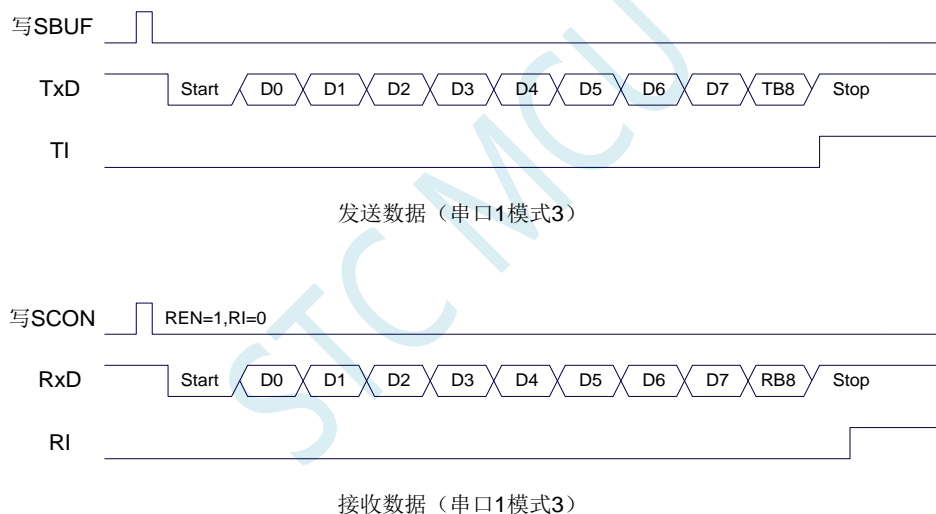 写SBUF
TxD Start D0 D1 D2 D3 D4 D5 D6 D7 TB8 Stop
TI
发送数据（串口1模式3）
写SCON REN=1,RI=0
RxD Start D0 D1 D2 D3 D4 D5 D6 D7 RB8 Stop
RI
接收数据（串口1模式3）
STC MCU